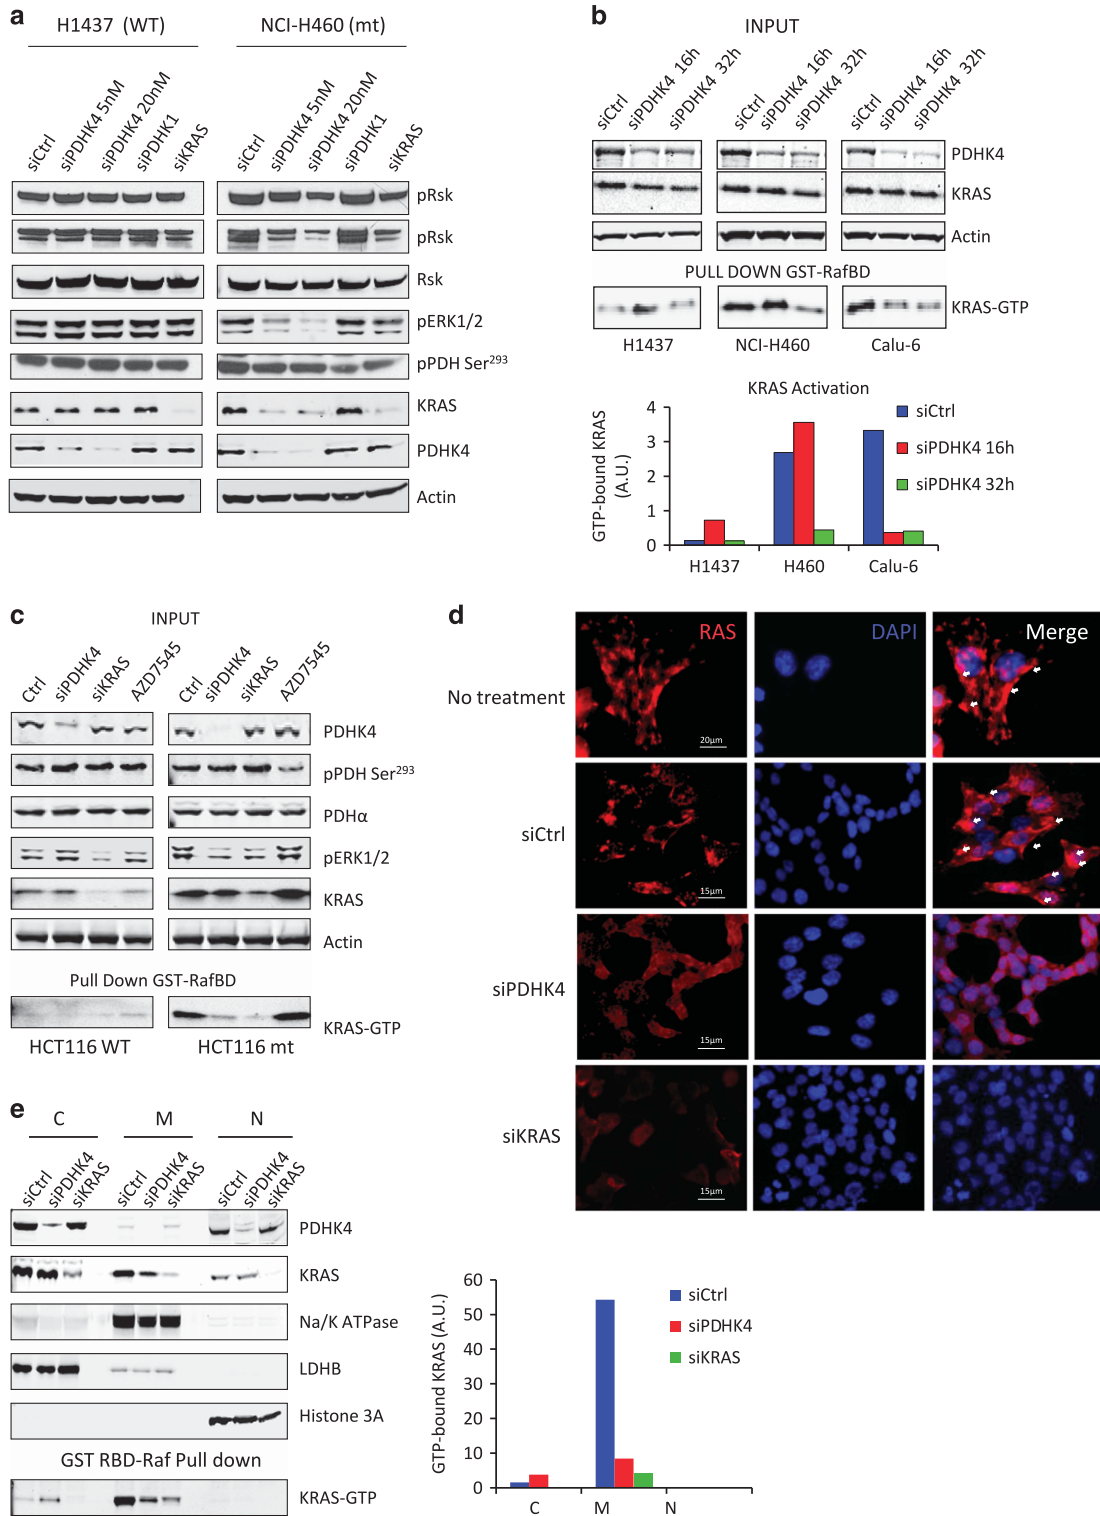 a
H1437 (WT)
NCI-H460 (mt)
siCtrl
siPDHK4 5nM
siPDHK4 20nM
siPDHK1
siKRAS
siCtrl
siPDHK4 5nM
siPDHK4 20nM
siPDHK1
siKRAS
pRsk
pRsk
Rsk
pERK1/2
pPDH Ser293
KRAS
PDHK4
Actin
b
INPUT
siCtrl
siPDHK4 16h
siPDHK4 32h
siCtrl
siPDHK4 16h
siPDHK4 32h
siCtrl
siPDHK4 16h
siPDHK4 32h
PDHK4
KRAS
Actin
PULL DOWN GST-RafBD
KRAS-GTP
H1437
NCI-H460
Calu-6
KRAS Activation
GTP-bound KRAS
(A.U.)
4
3
2
1
0
H1437
H460
Calu-6
siCtrl
siPDHK4 16h
siPDHK4 32h
c
INPUT
Ctrl
siPDHK4
siKRAS
AZD7545
Ctrl
siPDHK4
siKRAS
AZD7545
PDHK4
pPDH Ser293
PDHα
pERK1/2
KRAS
Actin
Pull Down GST-RafBD
KRAS-GTP
HCT116 WT
HCT116 mt
d
RAS
DAPI
Merge
No treatment
20μm
siCtrl
15μm
siPDHK4
15μm
siKRAS
15μm
e
C
M
N
siCtrl
siPDHK4
siKRAS
siCtrl
siPDHK4
siKRAS
siCtrl
siPDHK4
siKRAS
PDHK4
KRAS
Na/K ATPase
LDHB
Histone 3A
GST RBD-Raf Pull down
KRAS-GTP
GTP-bound KRAS (A.U.)
60
50
40
30
20
10
0
C
M
N
siCtrl
siPDHK4
siKRAS